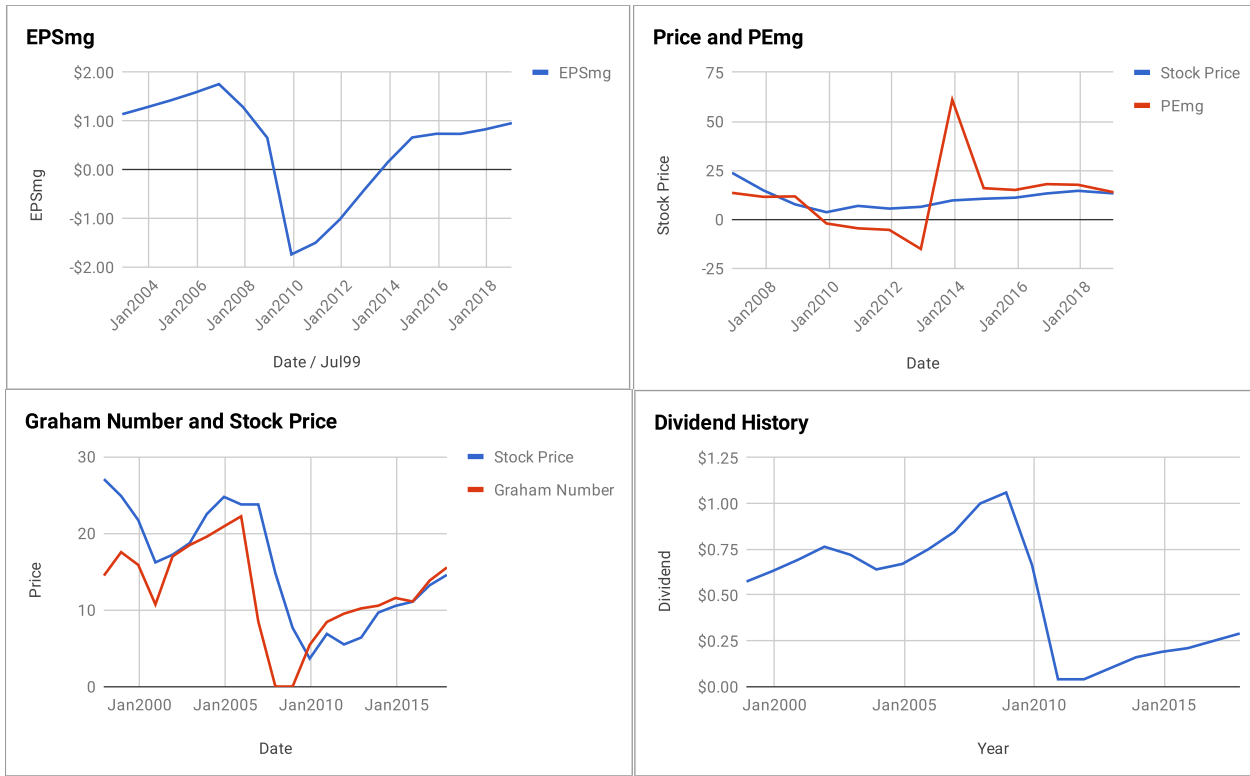 EPSmg
$2.00
$1.00
$0.00
-$1.00
-$2.00
EPSmg
Jan2004
Jan2006
Jan2008
Jan2010
Jan2012
Jan2014
Jan2016
Jan2018
Date / Jul99
EPSmg
Price and PEmg
75
50
25
0
-25
Stock Price
Jan2008
Jan2010
Jan2012
Jan2014
Jan2016
Jan2018
Date
Stock Price
PEmg
Graham Number and Stock Price
30
20
10
0
Price
Jan2000
Jan2005
Jan2010
Jan2015
Date
Stock Price
Graham Number
Dividend History
$1.25
$1.00
$0.75
$0.50
$0.25
$0.00
Dividend
Jan2000
Jan2005
Jan2010
Jan2015
Year